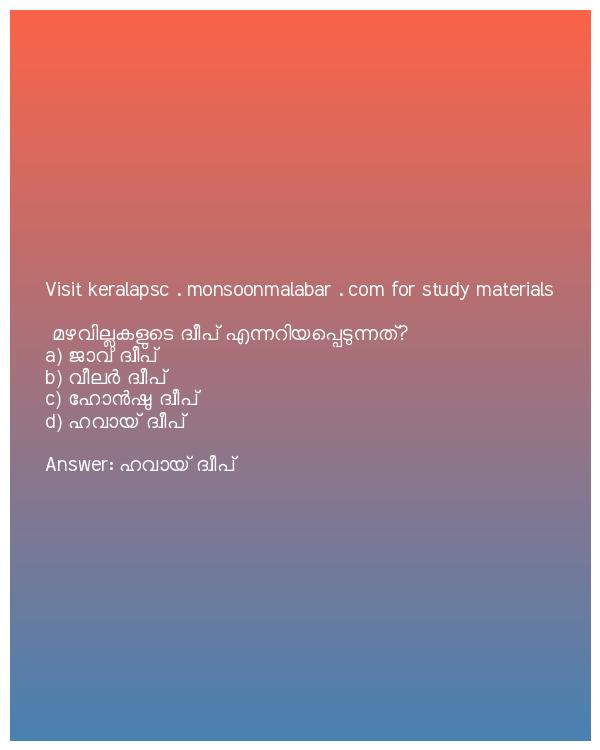 Visit keralapsc . monsoonmalabar . com for study materials
മഴവില്ലുകളുടെ ദ്വീപ് എന്നറിയപ്പെടുന്നത്?
a) ജാവ ദ്വീപ്
b) വീലർ ദ്വീപ്
c) ഹോൻഷു ദ്വീപ്
d) ഹവായ് ദ്വീപ്
Answer: ഹവായ് ദ്വീപ്